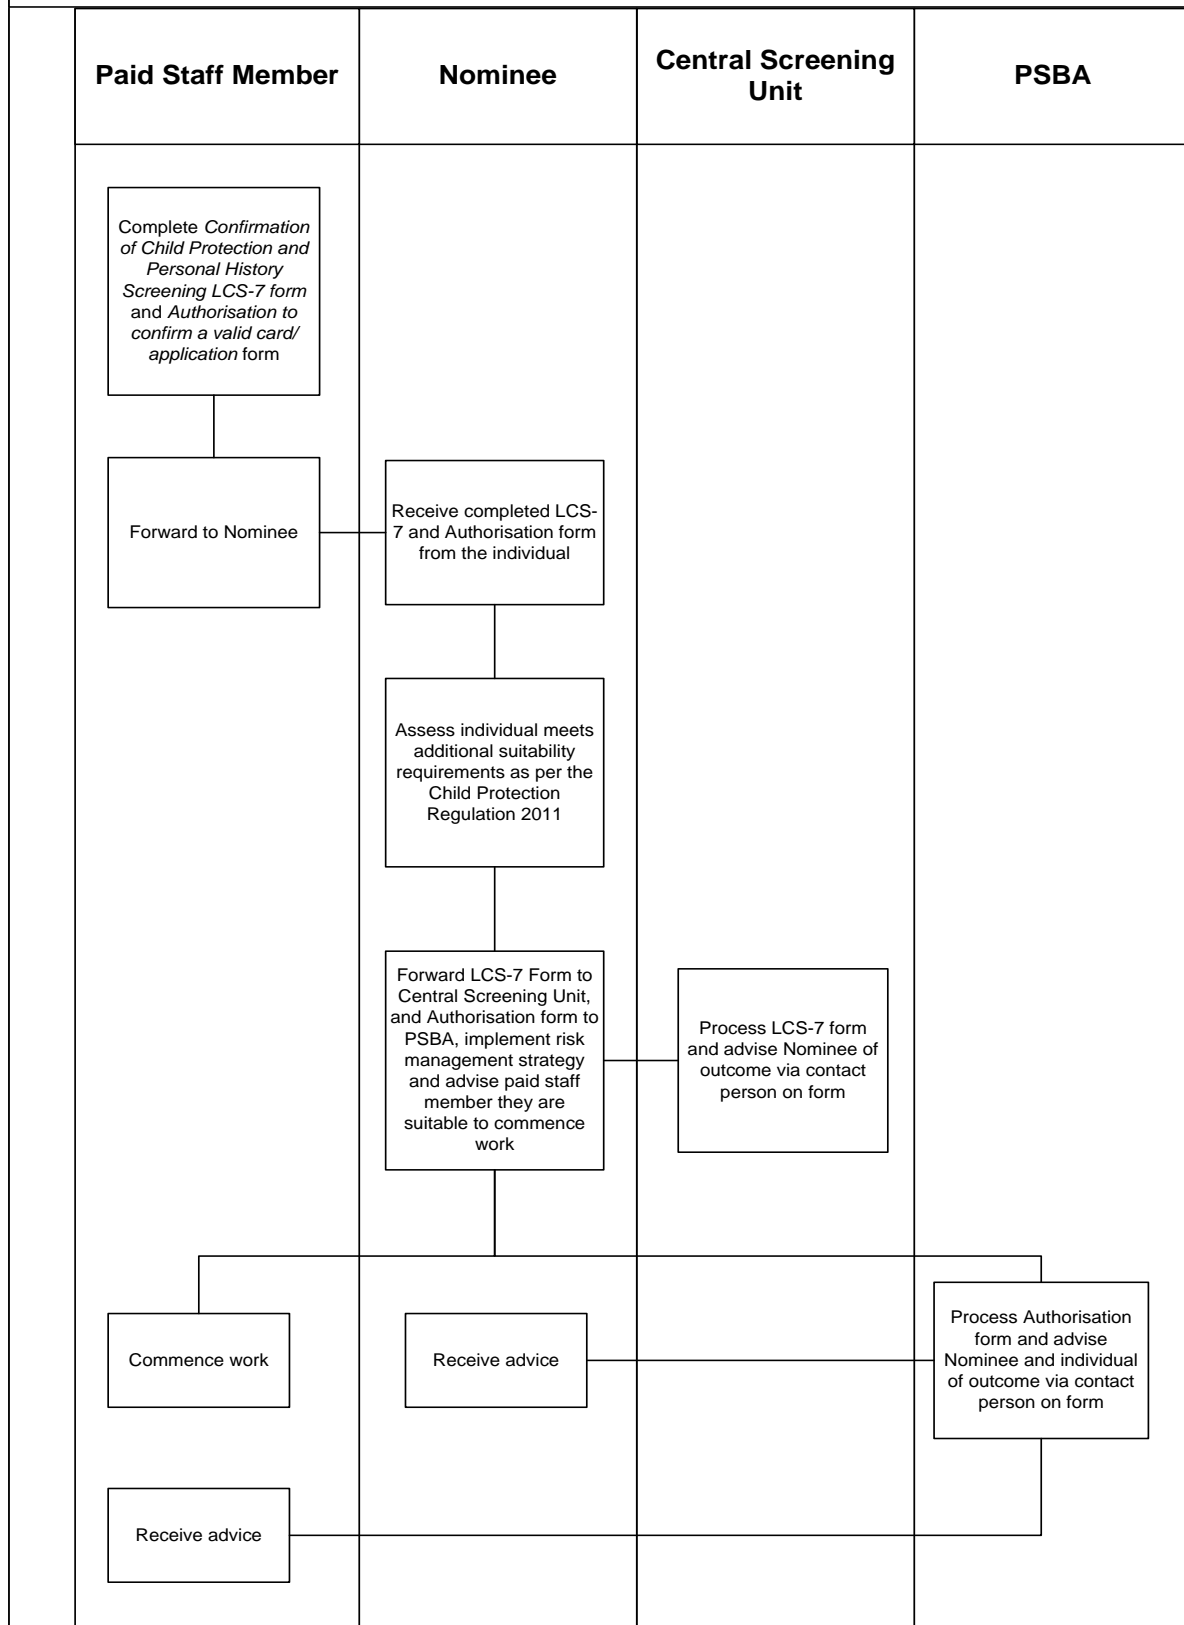 Paid Staff Member
Nominee
Central Screening
Unit
PSBA
Complete Confirmation
of Child Protection and
Personal History
Screening LCS-7 form
and Authorisation to
confirm a valid card/
application form
Forward to Nominee
Receive completed LCS-
7 and Authorisation form
from the individual
Assess individual meets
additional suitability
requirements as per the
Child Protection
Regulation 2011
Forward LCS-7 Form to
Central Screening Unit,
and Authorisation form to
PSBA, implement risk
management strategy
and advise paid staff
member they are
suitable to commence
work
Process LCS-7 form
and advise Nominee of
outcome via contact
person on form
Commence work
Receive advice
Process Authorisation
form and advise
Nominee and individual
of outcome via contact
person on form
Receive advice